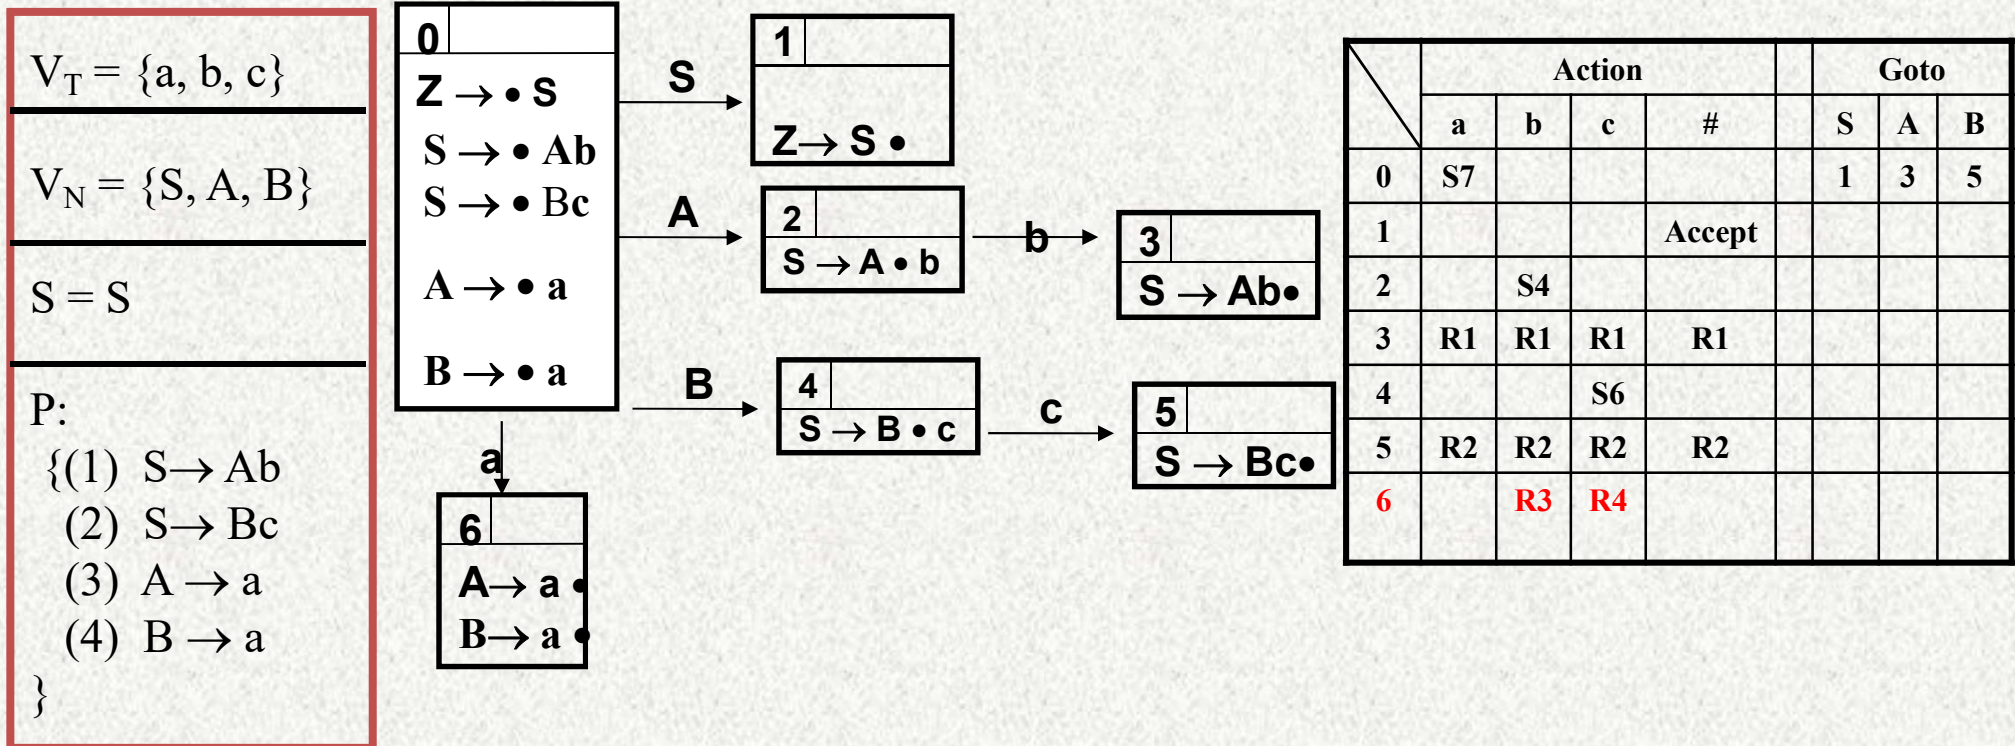 V_T = {a, b, c}
V_N = {S, A, B}
S = S
P:
{(1) S→ Ab
(2) S→ Bc
(3) A → a
(4) B → a
}
0
Z → • S
S → • Ab
S → • Bc
A → • a
B → • a
S
1
Z→ S •
A
2
S → A • b
b
3
S → Ab•
B
4
S → B • c
c
5
S → Bc•
a
6
A→ a •
B→ a •
Action Goto
a b c # S A B
0 S7 1 3 5
1 Accept
2 S4
3 R1 R1 R1 R1
4 S6
5 R2 R2 R2 R2
6 R3 R4